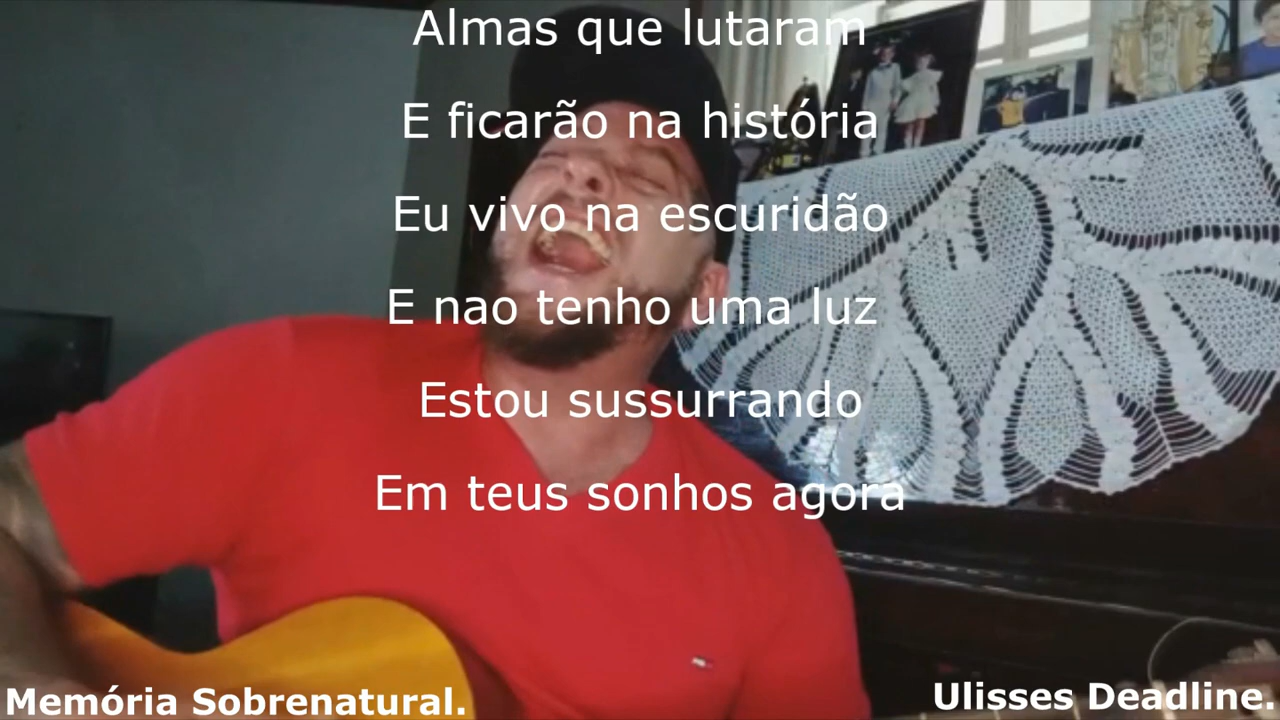 Almas que lutaram
E ficarão na história
Eu vivo na escuridão
E nao tenho uma luz
Estou sussurrando
Em teus sonhos agora
Memória Sobrenatural.
Ulisses Deadline.